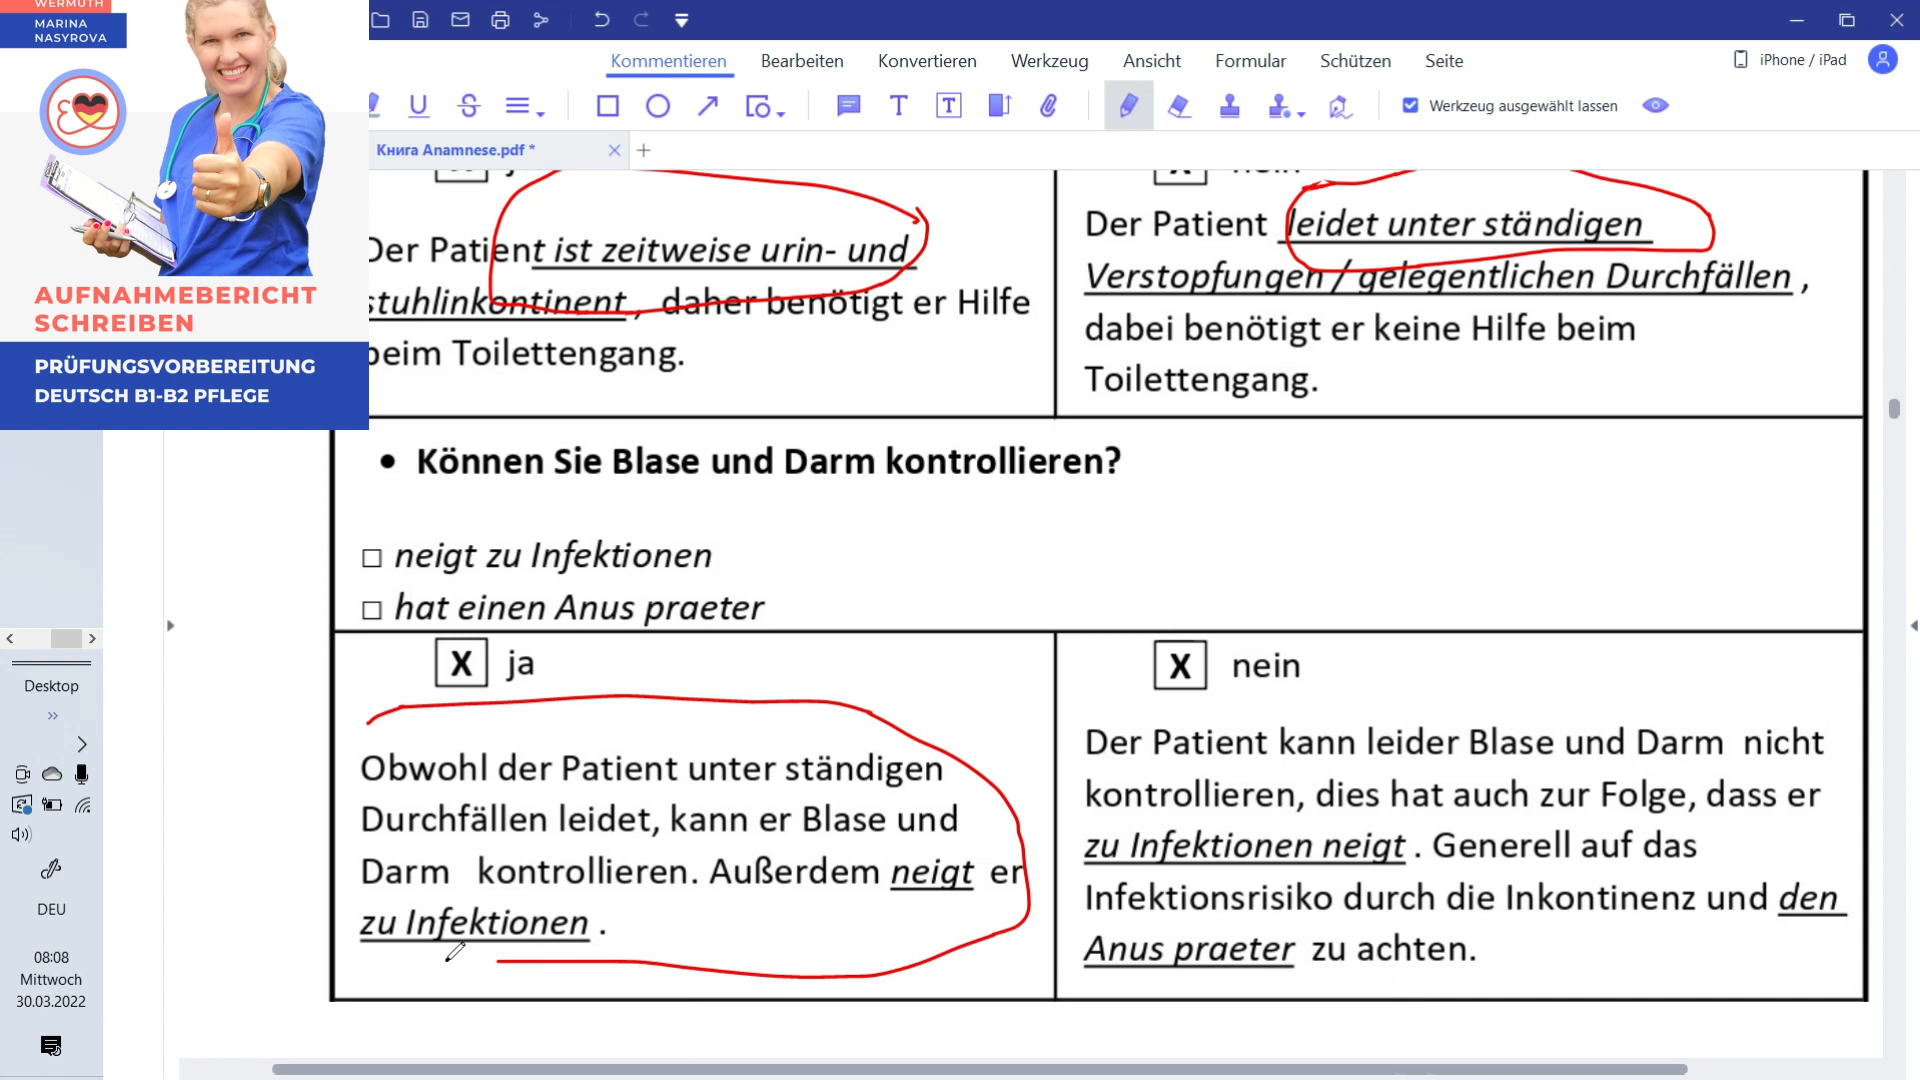 WERMUTH
MARINA
NASYROVA
AUFNAHMEBERICHT
SCHREIBEN
PRÜFUNGSVORBEREITUNG
DEUTSCH B1-B2 PFLEGE
Kommentieren Bearbeiten Konvertieren Werkzeug Ansicht Formular Schützen Seite
iPhone / iPad
Werkzeug ausgewählt lassen
Книга Anamnese.pdf *
Der Patient ist zeitweise urin- und
stuhlinkontinent , daher benötigt er Hilfe
beim Toilettengang.
X nein
Der Patient leidet unter ständigen
Verstopfungen / gelegentlichen Durchfällen ,
dabei benötigt er keine Hilfe beim
Toilettengang.
• Können Sie Blase und Darm kontrollieren?
□ neigt zu Infektionen
□ hat einen Anus praeter
X ja
Obwohl der Patient unter ständigen
Durchfällen leidet, kann er Blase und
Darm kontrollieren. Außerdem neigt er
zu Infektionen .
X nein
Der Patient kann leider Blase und Darm nicht
kontrollieren, dies hat auch zur Folge, dass er
zu Infektionen neigt . Generell auf das
Infektionsrisiko durch die Inkontinenz und den
Anus praeter zu achten.
Desktop
DEU
08:08
Mittwoch
30.03.2022